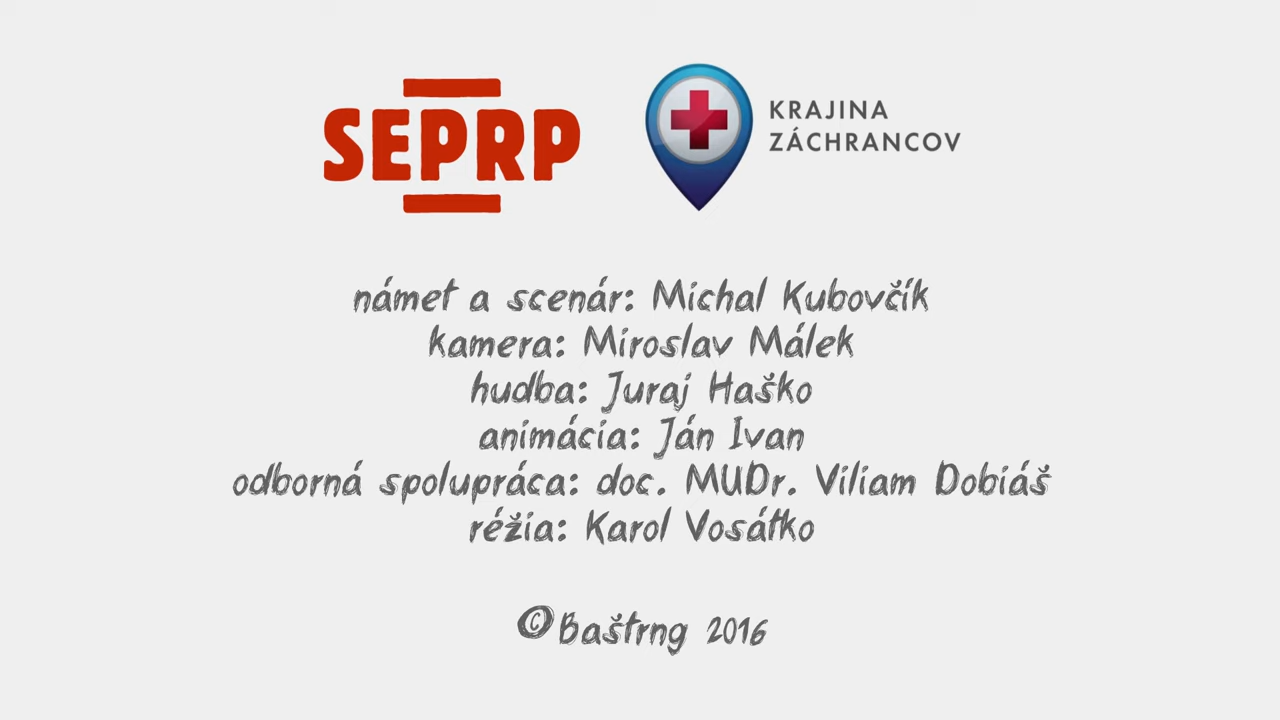 SEPRP
KRAJINA
ZÁCHRANCOV
námet a scenár: Michal Kubovčík
kamera: Miroslav Málek
hudba: Juraj Haško
animácia: Ján Ivan
odborná spolupráca: doc. MUDr. Viliam Dobiáš
réžia: Karol Vosátko
© Baštrng 2016